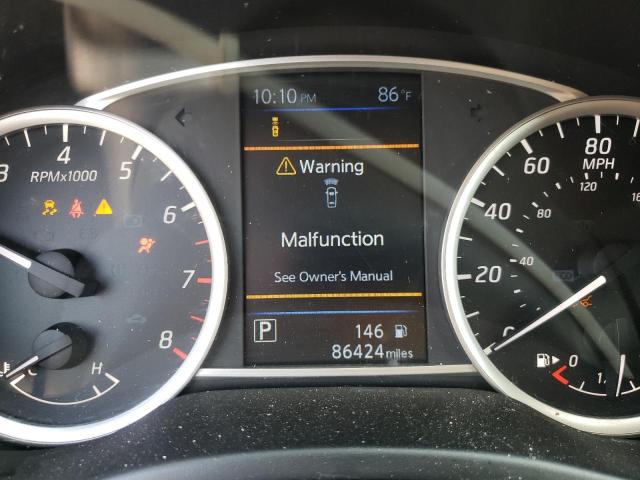 10:10 PM 86°F
Warning
Malfunction
See Owner's Manual
P 146
86424 miles
3 4 5 6 7 8
RPMx1000
C H
20 40 60 80
MPH
40 80 120
0